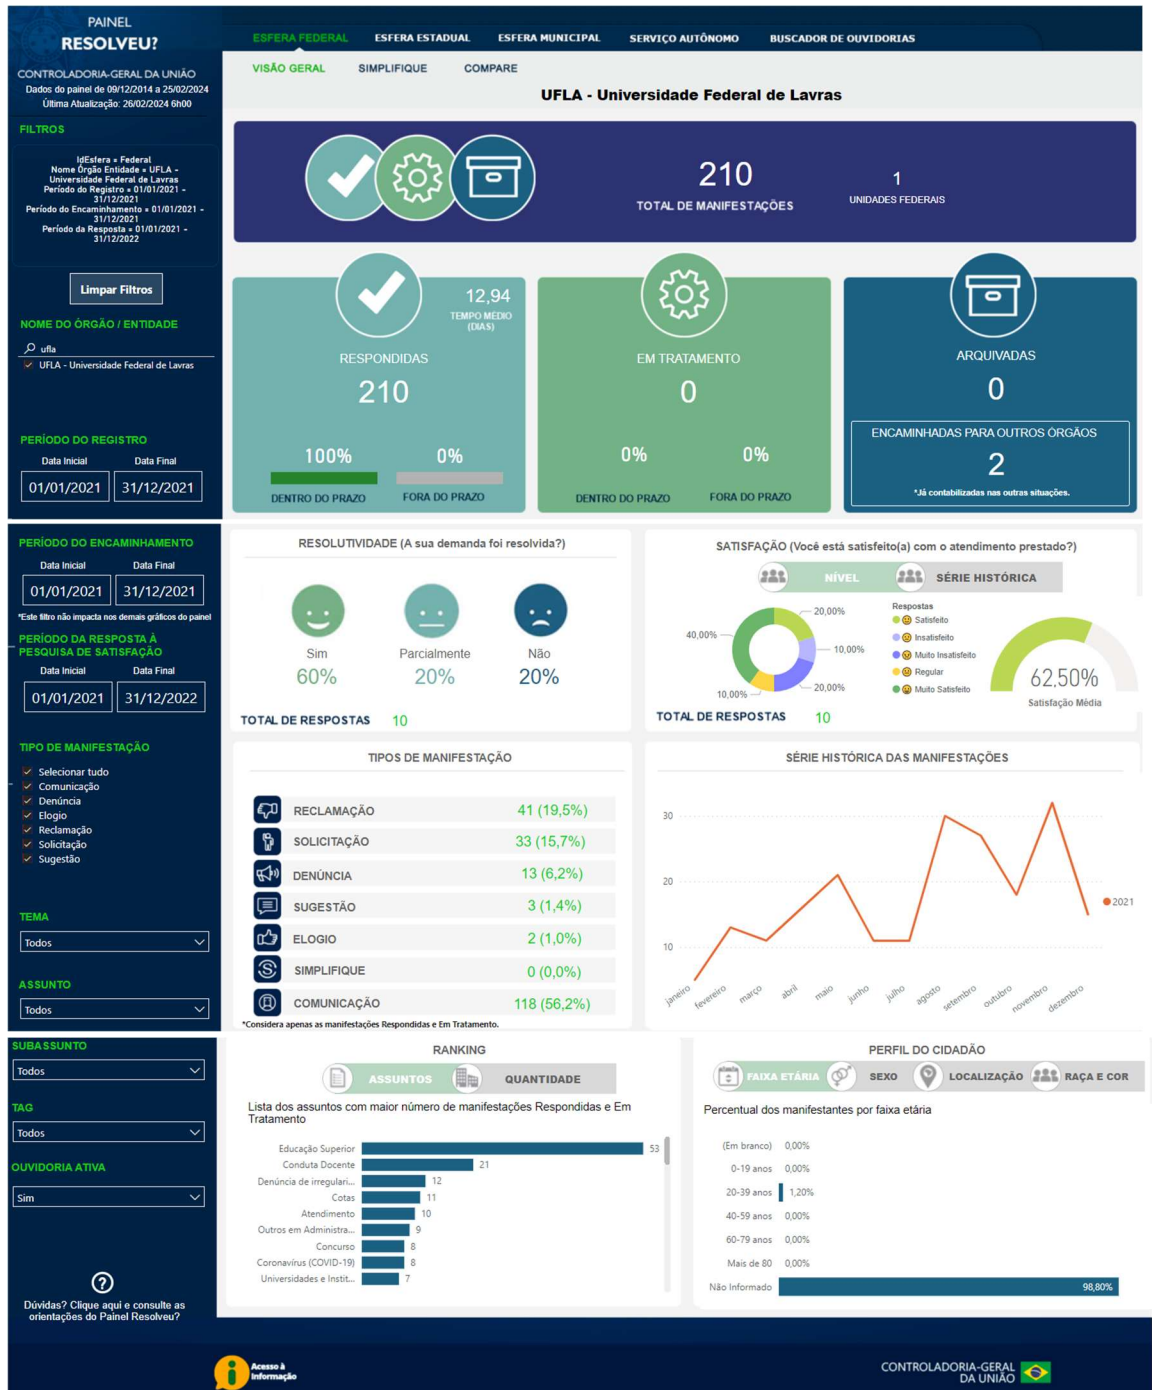 PAINEL
RESOLVEU?
CONTROLADORIA-GERAL DA UNIÃO
Dados do painel de 09/12/2014 a 25/02/2024
Última Atualização: 26/02/2024 6h00
FILTROS
IdEsfera = Federal
Nome Órgão Entidade = UFLA -
Universidade Federal de Lavras
Período do Registro = 01/01/2021 -
31/12/2021
Período do Encaminhamento = 01/01/2021 -
31/12/2021
Período da Resposta = 01/01/2021 -
31/12/2022
Limpar Filtros
NOME DO ÓRGÃO / ENTIDADE
ufla
UFLA - Universidade Federal de Lavras
PERÍODO DO REGISTRO
Data Inicial Data Final
01/01/2021 31/12/2021
ESFERA FEDERAL ESFERA ESTADUAL ESFERA MUNICIPAL SERVIÇO AUTÔNOMO BUSCADOR DE OUVIDORIAS
VISÃO GERAL SIMPLIFIQUE COMPARE
UFLA - Universidade Federal de Lavras
210
TOTAL DE MANIFESTAÇÕES
1
UNIDADES FEDERAIS
12,94
TEMPO MÉDIO
(DIAS)
RESPONDIDAS
210
100% 0%
DENTRO DO PRAZO FORA DO PRAZO
EM TRATAMENTO
0
0% 0%
DENTRO DO PRAZO FORA DO PRAZO
ARQUIVADAS
0
ENCAMINHADAS PARA OUTROS ÓRGÃOS
2
*Já contabilizadas nas outras situações.
PERÍODO DO ENCAMINHAMENTO
Data Inicial Data Final
01/01/2021 31/12/2021
*Este filtro não impacta nos demais gráficos do painel
PERÍODO DA RESPOSTA À
PESQUISA DE SATISFAÇÃO
Data Inicial Data Final
01/01/2021 31/12/2022
TIPO DE MANIFESTAÇÃO
Selecionar tudo
Comunicação
Denúncia
Elogio
Reclamação
Solicitação
Sugestão
TEMA
Todos
ASSUNTO
Todos
RESOLUTIVIDADE (A sua demanda foi resolvida?)
Sim Parcialmente Não
60% 20% 20%
TOTAL DE RESPOSTAS 10
SATISFAÇÃO (Você está satisfeito(a) com o atendimento prestado?)
NÍVEL SÉRIE HISTÓRICA
20,00%
10,00%
20,00%
10,00%
40,00%
Respostas
Satisfeito
Insatisfeito
Muito Insatisfeito
Regular
Muito Satisfeito
62,50%
Satisfação Média
TOTAL DE RESPOSTAS 10
TIPOS DE MANIFESTAÇÃO
RECLAMAÇÃO 41 (19,5%)
SOLICITAÇÃO 33 (15,7%)
DENÚNCIA 13 (6,2%)
SUGESTÃO 3 (1,4%)
ELOGIO 2 (1,0%)
SIMPLIFIQUE 0 (0,0%)
COMUNICAÇÃO 118 (56,2%)
*Considera apenas as manifestações Respondidas e Em Tratamento.
SÉRIE HISTÓRICA DAS MANIFESTAÇÕES
30
20
10
2021
janeiro fevereiro março abril maio junho julho agosto setembro outubro novembro dezembro
SUBASSUNTO
Todos
TAG
Todos
OUVIDORIA ATIVA
Sim
Dúvidas? Clique aqui e consulte as
orientações do Painel Resolveu?
RANKING
ASSUNTOS QUANTIDADE
Lista dos assuntos com maior número de manifestações Respondidas e Em
Tratamento
Educação Superior 53
Conduta Docente 21
Denúncia de irregulari... 12
Cotas 11
Atendimento 10
Outros em Administra... 9
Concurso 8
Coronavírus (COVID-19) 8
Universidades e Instit... 7
PERFIL DO CIDADÃO
FAIXA ETÁRIA SEXO LOCALIZAÇÃO RAÇA E COR
Percentual dos manifestantes por faixa etária
(Em branco) 0,00%
0-19 anos 0,00%
20-39 anos 1,20%
40-59 anos 0,00%
60-79 anos 0,00%
Mais de 80 0,00%
Não Informado 98,80%
Acesso à
Informação
CONTROLADORIA-GERAL
DA UNIÃO